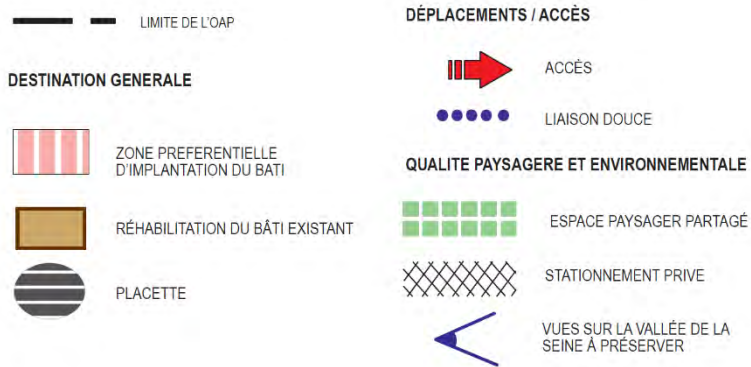 LIMITE DE L'OAP
DESTINATION GENERALE
ZONE PREFERENTIELLE
D'IMPLANTATION DU BATI
RÉHABILITATION DU BÂTI EXISTANT
PLACETTE
DÉPLACEMENTS / ACCÈS
ACCÈS
LIAISON DOUCE
QUALITE PAYSAGERE ET ENVIRONNEMENTALE
ESPACE PAYSAGER PARTAGÉ
STATIONNEMENT PRIVE
VUES SUR LA VALLÉE DE LA
SEINE À PRÉSERVER